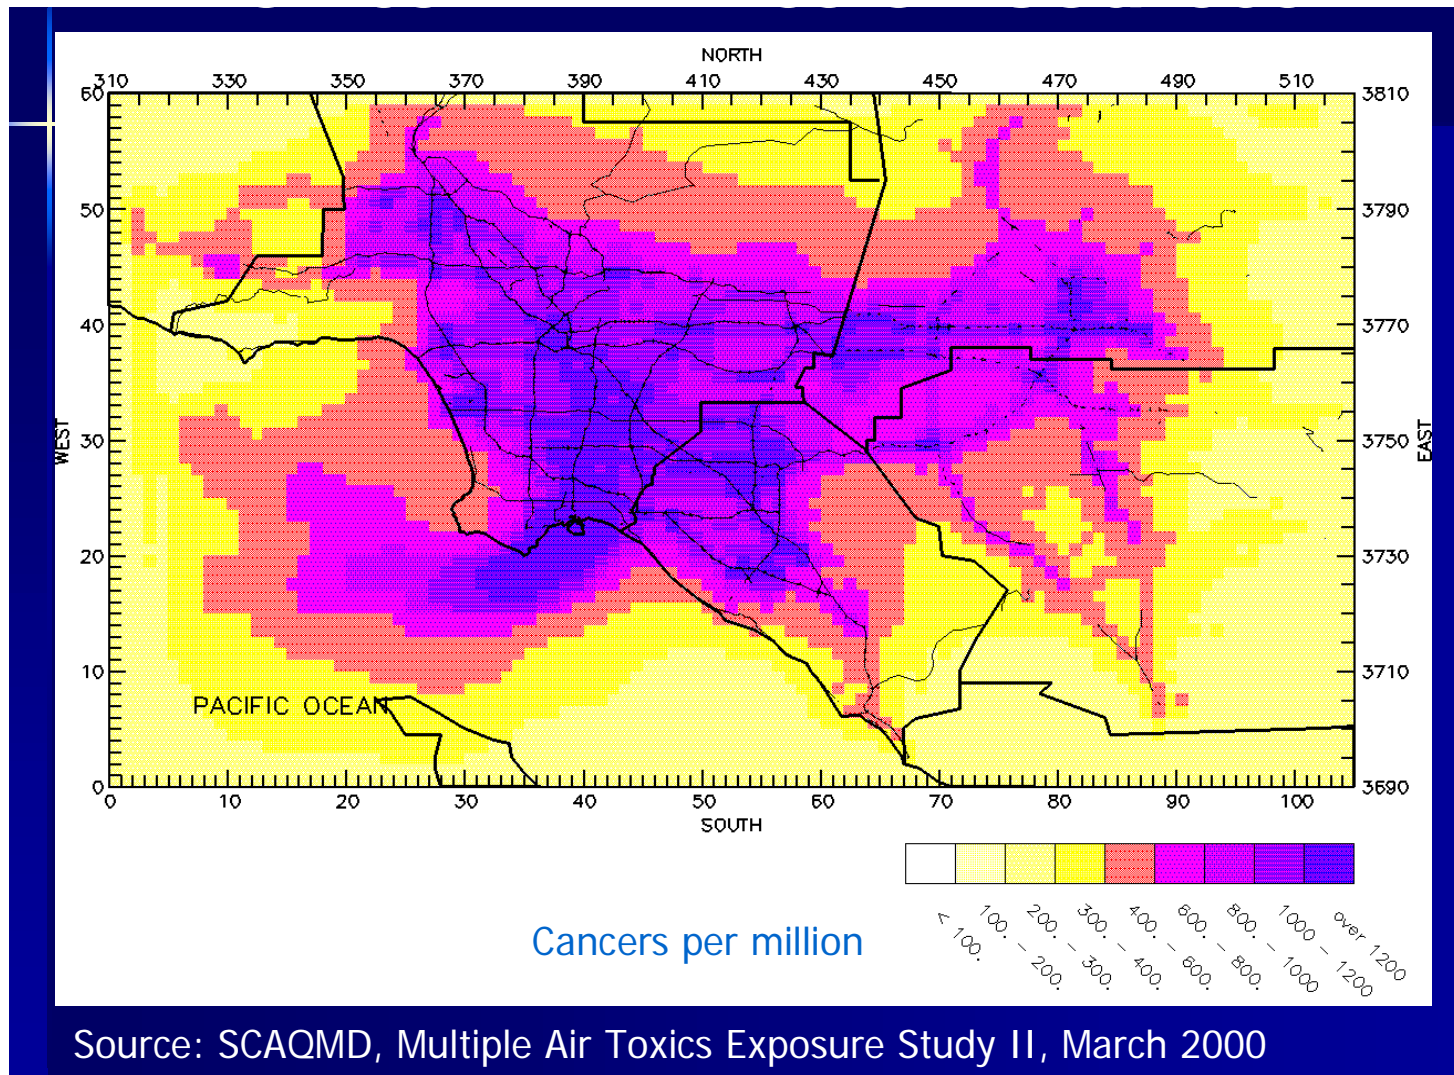 NORTH
310 330 350 370 390 410 430 450 470 490 510
60 3810
50 3790
40 3770
30 3750
20 3730
10 3710
0 3690
WEST
EAST
PACIFIC OCEAN
0 10 20 30 40 50 60 70 80 90 100
SOUTH
< 100.
100. - 200.
200. - 300.
300. - 400.
400. - 600.
600. - 800.
800. - 1000
1000 - 1200
over 1200
Cancers per million
Source: SCAQMD, Multiple Air Toxics Exposure Study II, March 2000